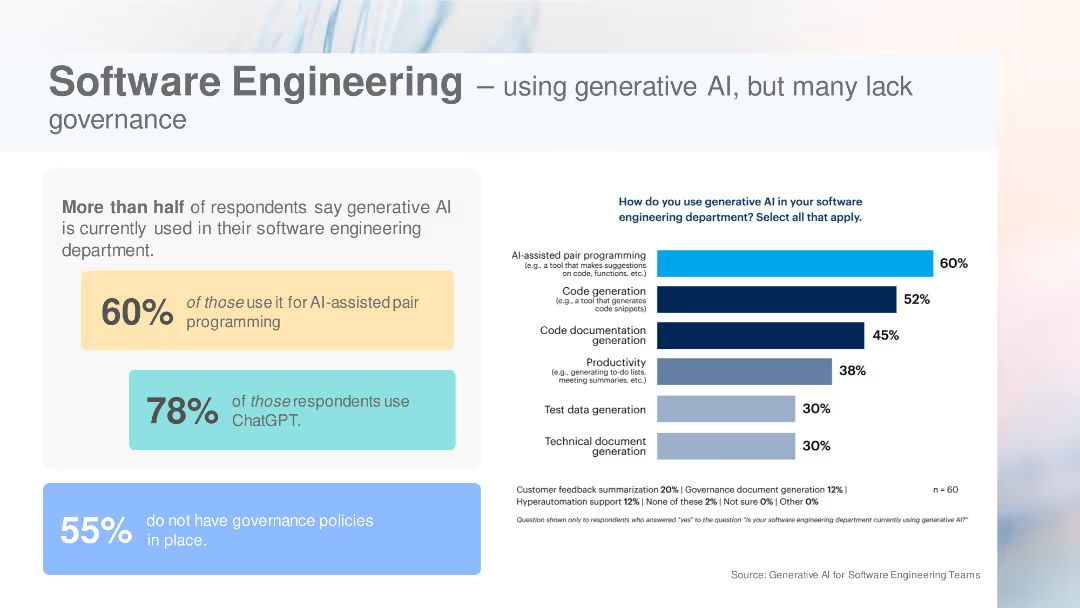 Software Engineering – using generative AI, but many lack
governance
More than half of respondents say generative AI
is currently used in their software engineering
department.
60%
of those use it for AI-assisted pair
programming
78%
of those respondents use
ChatGPT.
55%
do not have governance policies
in place.
How do you use generative AI in your software
engineering department? Select all that apply.
AI-assisted pair programming
(e.g., a tool that makes suggestions
on code, functions, etc.)
60%
Code generation
(e.g., a tool that generates
code snippets)
52%
Code documentation
generation
45%
Productivity
(e.g., generating to-do lists,
meeting summaries, etc.)
38%
Test data generation
30%
Technical document
generation
30%
Customer feedback summarization 20% | Governance document generation 12% |
Hyperautomation support 12% | None of these 2% | Not sure 0% | Other 0%
n = 60
Question shown only to respondents who answered "yes" to the question "Is your software engineering department currently using generative AI?"
Source: Generative AI for Software Engineering Teams